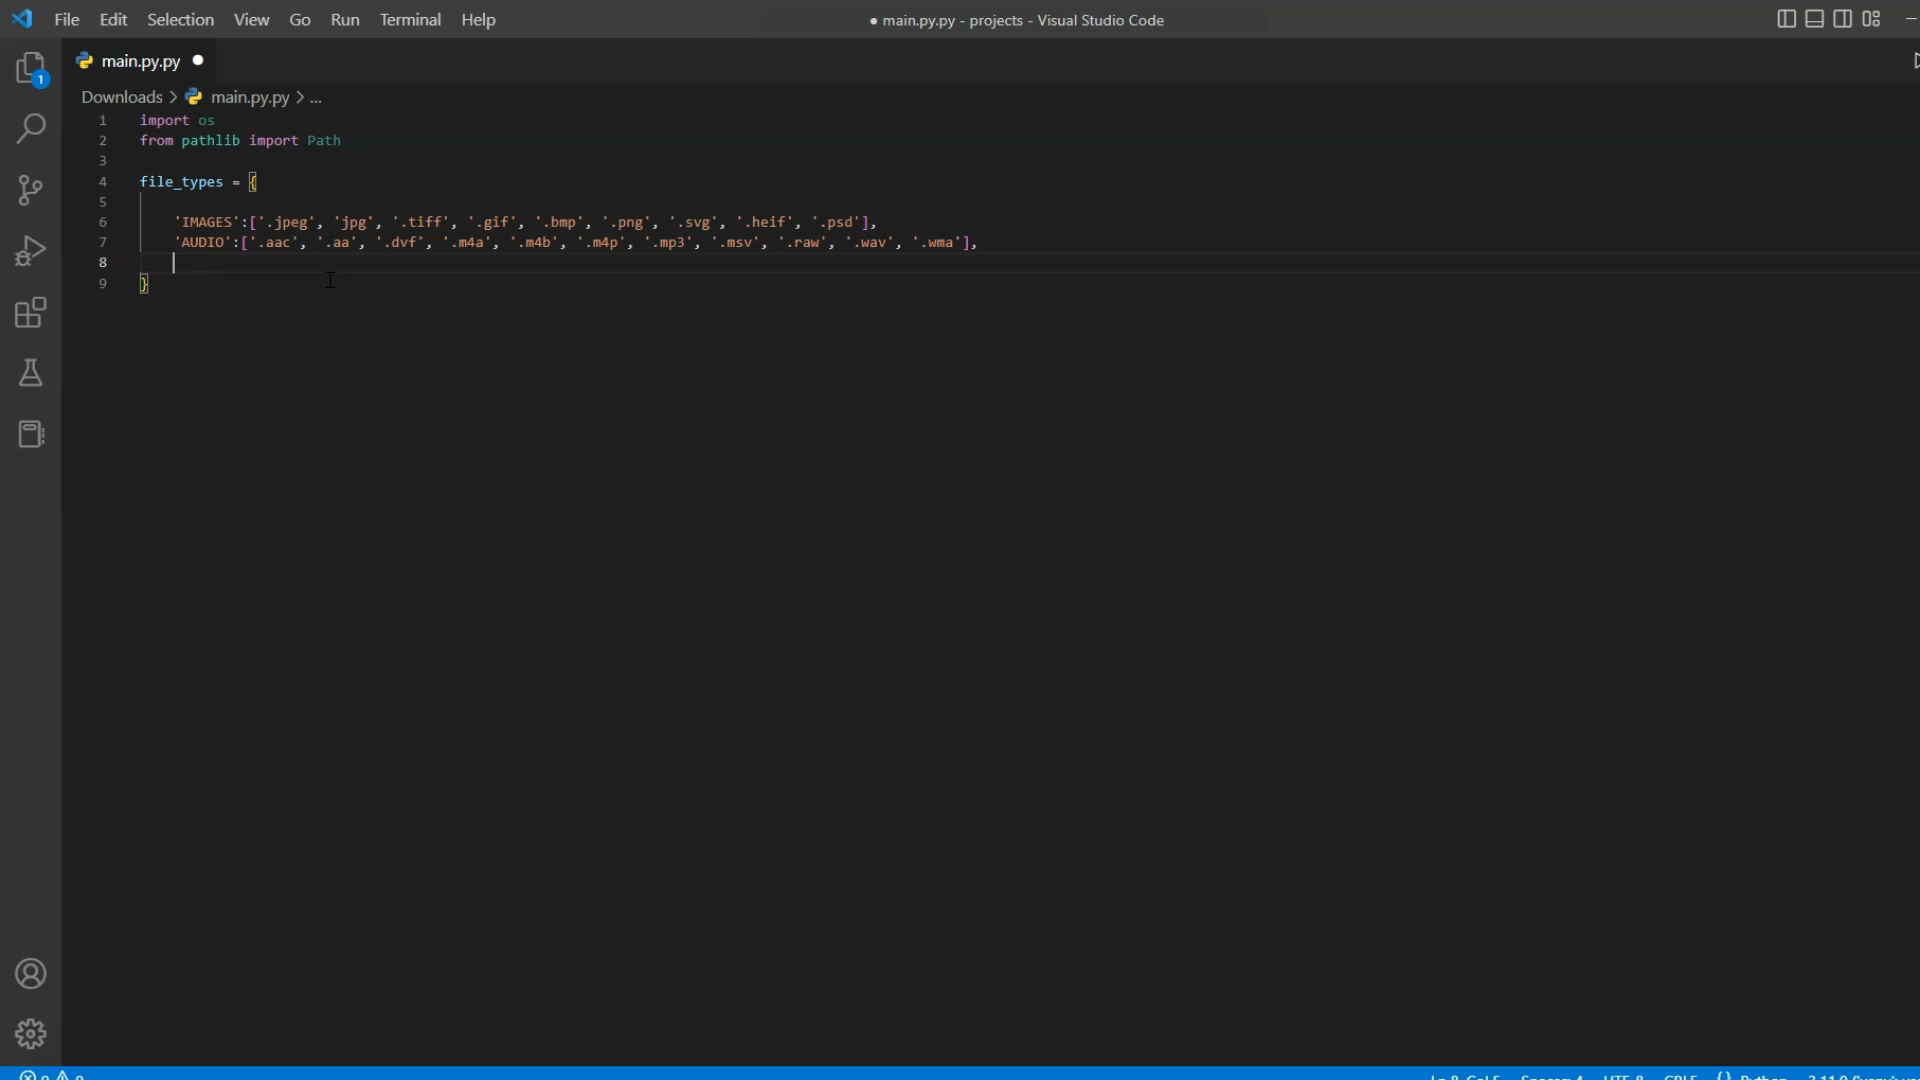 File Edit Selection View Go Run Terminal Help
● main.py.py - projects - Visual Studio Code
main.py.py
Downloads > main.py.py > ...
1 import os
2 from pathlib import Path
3
4 file_types = {
5
6 'IMAGES':['.jpeg', 'jpg', '.tiff', '.gif', '.bmp', '.png', '.svg', '.heif', '.psd'],
7 'AUDIO':['.aac', '.aa', '.dvf', '.m4a', '.m4b', '.m4p', '.mp3', '.msv', '.raw', '.wav', '.wma'],
8
9 }
1